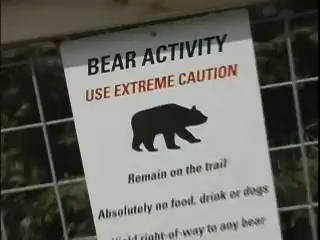 BEAR ACTIVITY
USE EXTREME CAUTION
Remain on the trail
Absolutely no food, drink or dogs
Yield right-of-way to any bear